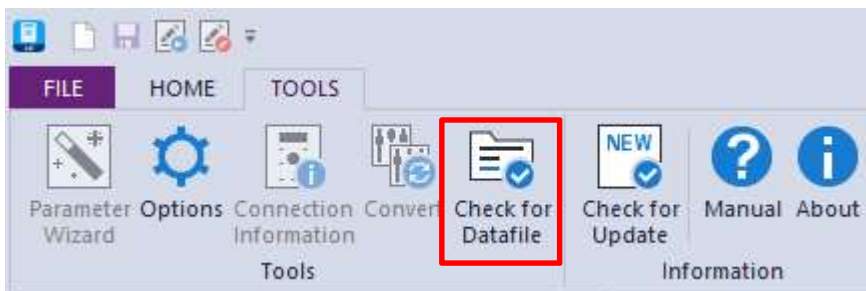 FILE HOME TOOLS
NEW
Parameter Options Connection Convert Check for Check for Manual About
Wizard Information Datafile Update
Tools Information